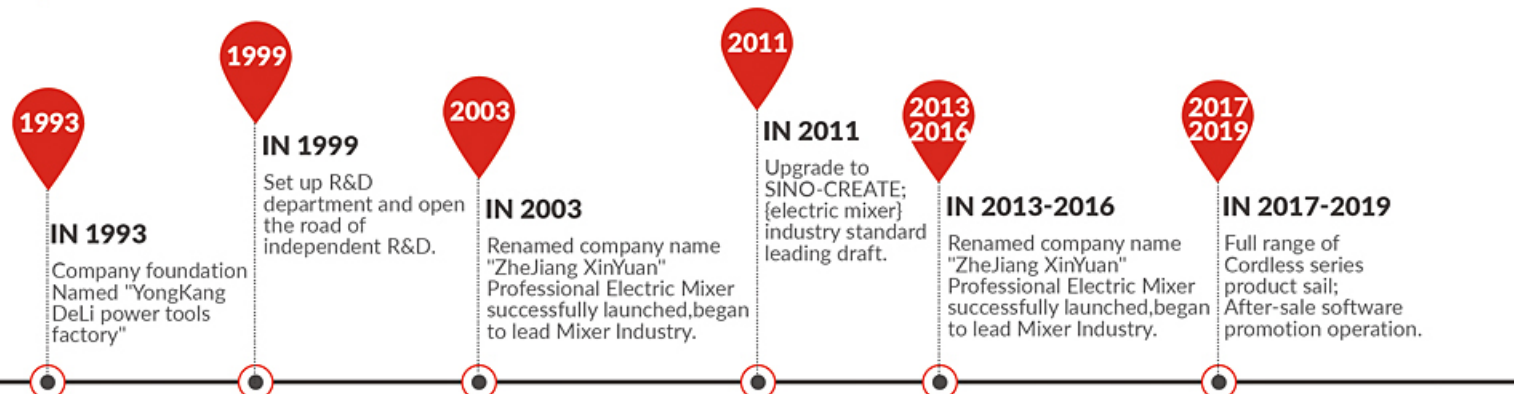 1993
IN 1993
Company foundation
Named "YongKang
DeLi power tools
factory"
1999
IN 1999
Set up R&D
department and open
the road of
independent R&D.
2003
IN 2003
Renamed company name
"ZheJiang XinYuan"
Professional Electric Mixer
successfully launched,began
to lead Mixer Industry.
2011
IN 2011
Upgrade to
SINO-CREATE;
{electric mixer}
industry standard
leading draft.
2013
2016
IN 2013-2016
Renamed company name
"ZheJiang XinYuan"
Professional Electric Mixer
successfully launched,began
to lead Mixer Industry.
2017
2019
IN 2017-2019
Full range of
Cordless series
product sail;
After-sale software
promotion operation.